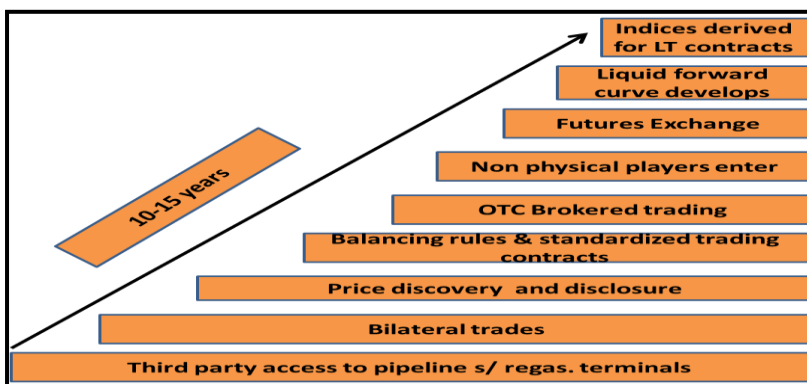 Indices derived
for LT contracts
Liquid forward
curve develops
Futures Exchange
Non physical players enter
10-15 years
OTC Brokered trading
Balancing rules & standardized trading
contracts
Price discovery and disclosure
Bilateral trades
Third party access to pipeline s/ regas. terminals